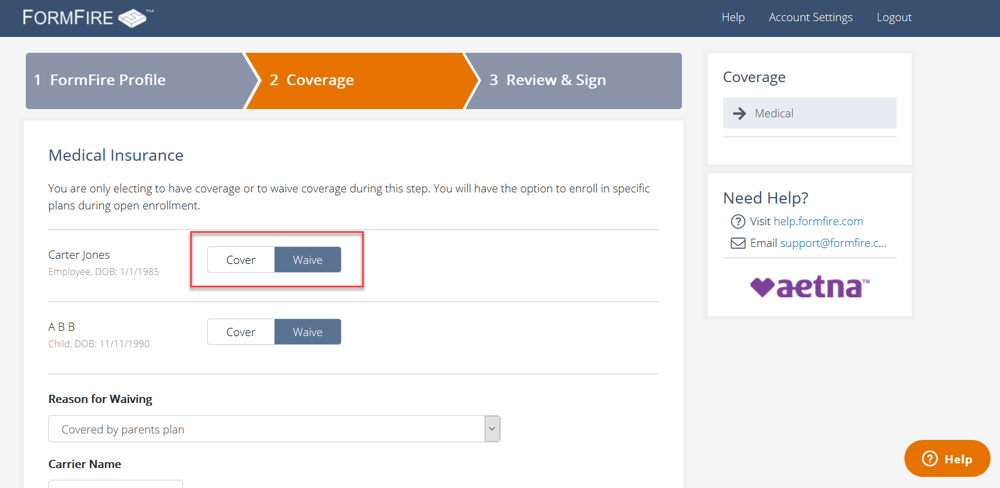 FORMFIRE™
Help Account Settings Logout
1 FormFire Profile
2 Coverage
3 Review & Sign
Medical Insurance
You are only electing to have coverage or to waive coverage during this step. You will have the option to enroll in specific
plans during open enrollment.
Carter Jones
Employee, DOB: 1/1/1985
Cover Waive
A B B
Child, DOB: 11/11/1990
Cover Waive
Reason for Waiving
Covered by parents plan
Carrier Name
Coverage
Medical
Need Help?
Visit help.formfire.com
Email support@formfire.c...
aetna™
Help